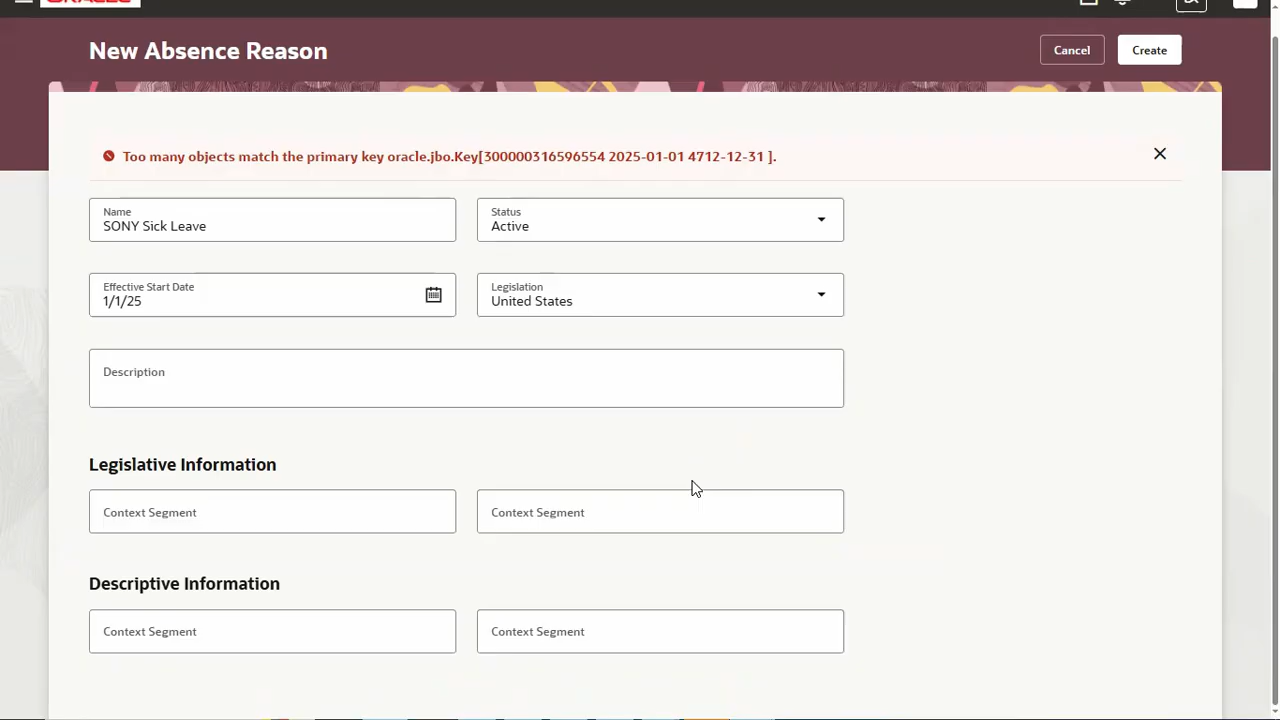 ORACLE
New Absence Reason
Cancel
Create
Too many objects match the primary key oracle.jbo.Key[300000316596554 2025-01-01 4712-12-31 ].
Name
SONY Sick Leave
Status
Active
Effective Start Date
1/1/25
Legislation
United States
Description
Legislative Information
Context Segment
Context Segment
Descriptive Information
Context Segment
Context Segment